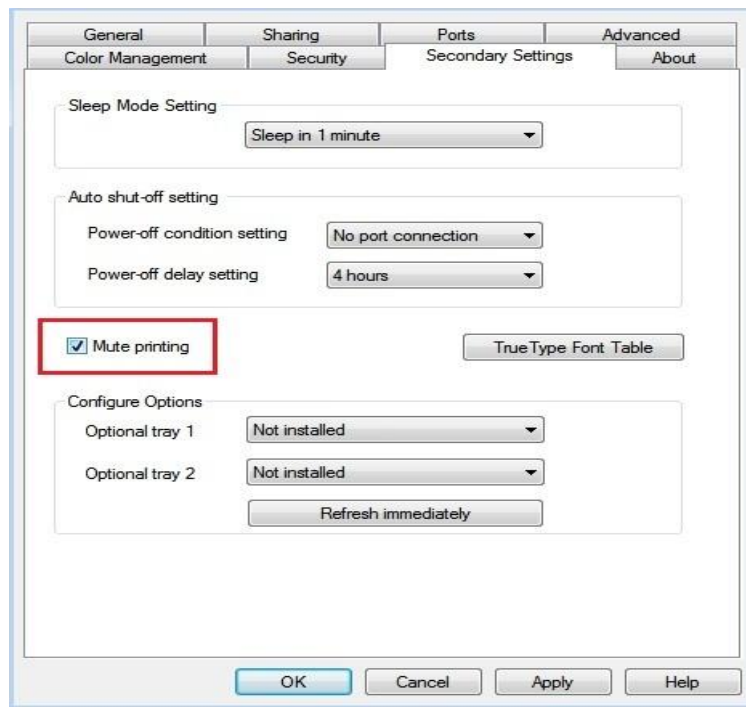 General Sharing Ports Advanced
Color Management Security Secondary Settings About
Sleep Mode Setting
Sleep in 1 minute
Auto shut-off setting
Power-off condition setting No port connection
Power-off delay setting 4 hours
Mute printing TrueType Font Table
Configure Options
Optional tray 1 Not installed
Optional tray 2 Not installed
Refresh immediately
OK Cancel Apply Help